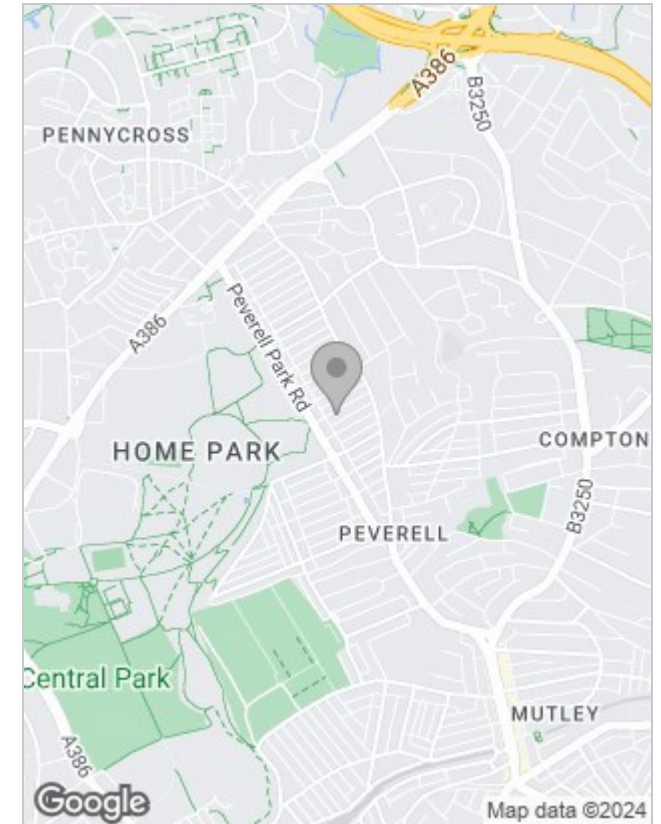 A386
B3250
PENNYCROSS
Peverell Park Rd
A386
HOME PARK
COMPTON
B3250
PEVERELL
Central Park
MUTLEY
A386
Google
Map data ©2024